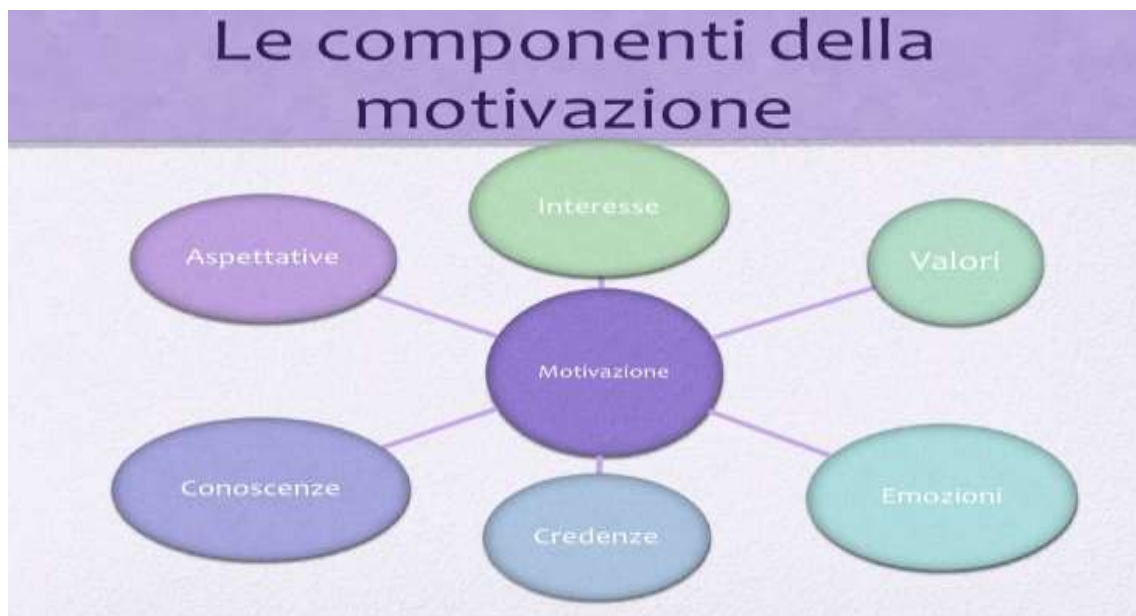 Le componenti della
motivazione
Interesse
Aspettative
Valori
Motivazione
Conoscenze
Emozioni
Credenze